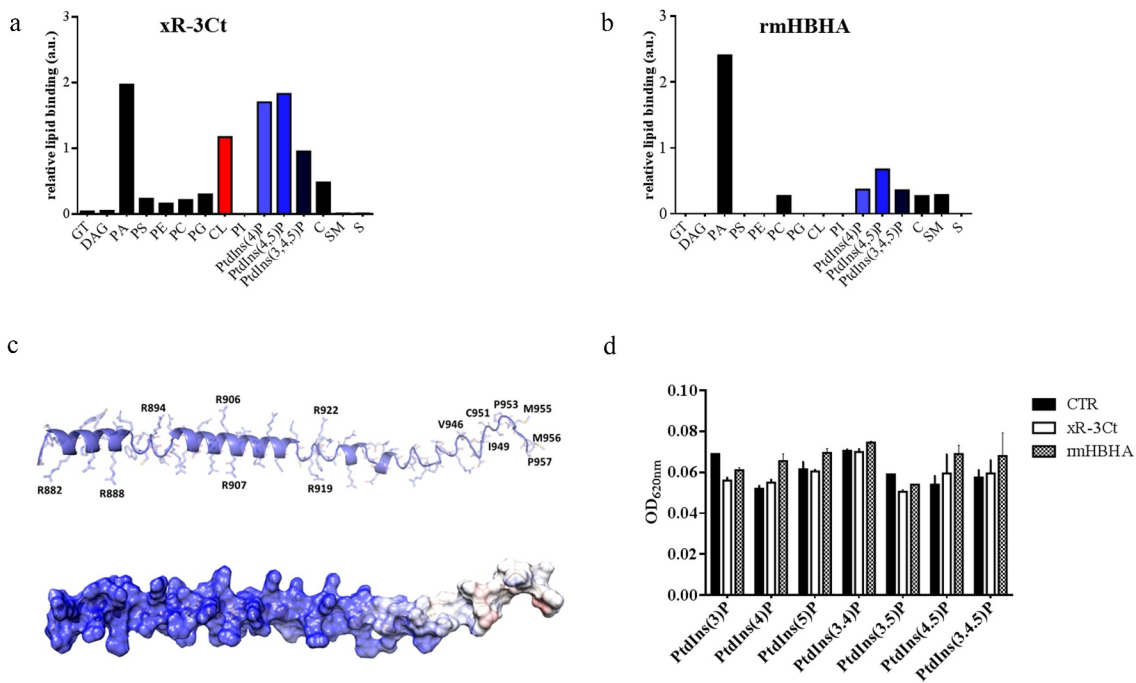 a
xR-3Ct
relative lipid binding (a.u.)
3
2
1
0
GT
DAG
PA
PS
PE
PC
PG
CL
PI
PtdIns(4)P
PtdIns(4,5)P
PtdIns(3,4,5)P
C
SM
S
b
rmHBHA
relative lipid binding (a.u.)
3
2
1
0
GT
DAG
PA
PS
PE
PC
PG
CL
PI
PtdIns(4)P
PtdIns(4,5)P
PtdIns(3,4,5)P
C
SM
S
c
R894
R906
R922
V946
C951
P953
M955
I949
M956
P957
R882
R888
R907
R919
d
OD620nm
0.10
0.08
0.06
0.04
0.02
0.00
PtdIns(3)P
PtdIns(4)P
PtdIns(5)P
PtdIns(3.4)P
PtdIns(3.5)P
PtdIns(4.5)P
PtdIns(3.4.5)P
CTR
xR-3Ct
rmHBHA